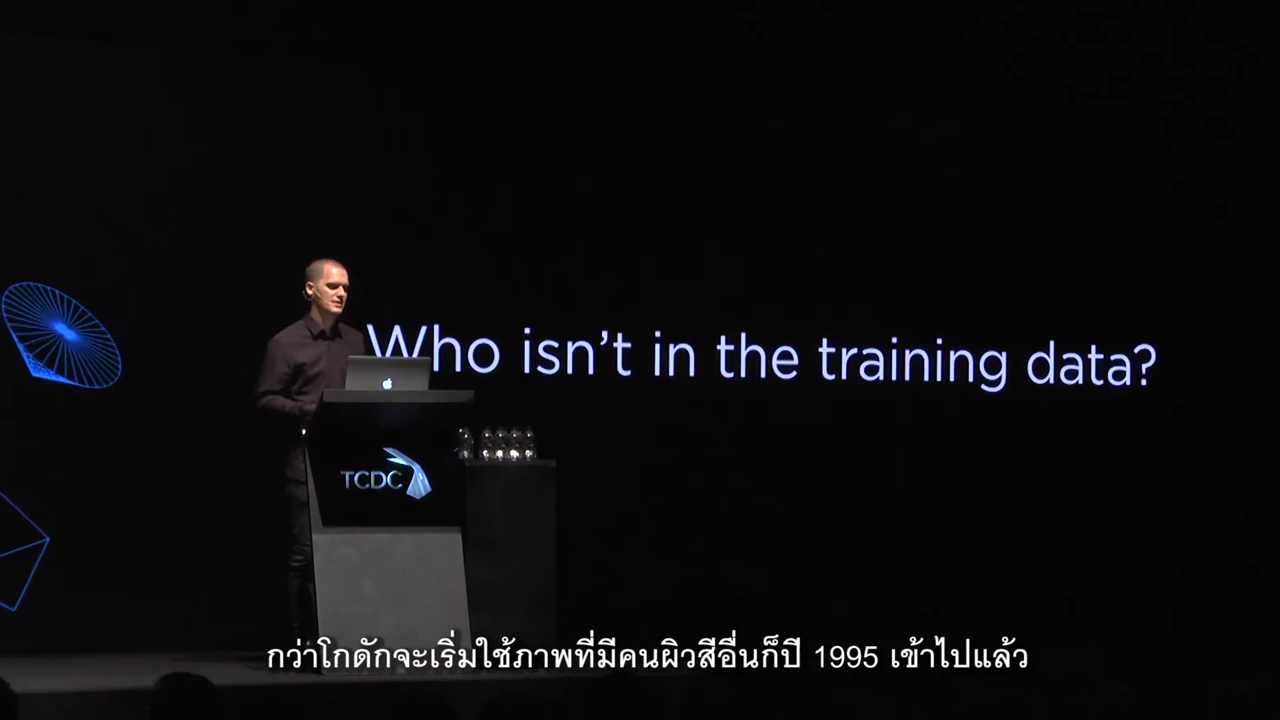 Who isn't in the training data?
TCDC
กว่าโกดักจะเริ่มใช้ภาพที่มีคนผิวสีอื่นก็ปี 1995 เข้าไปแล้ว